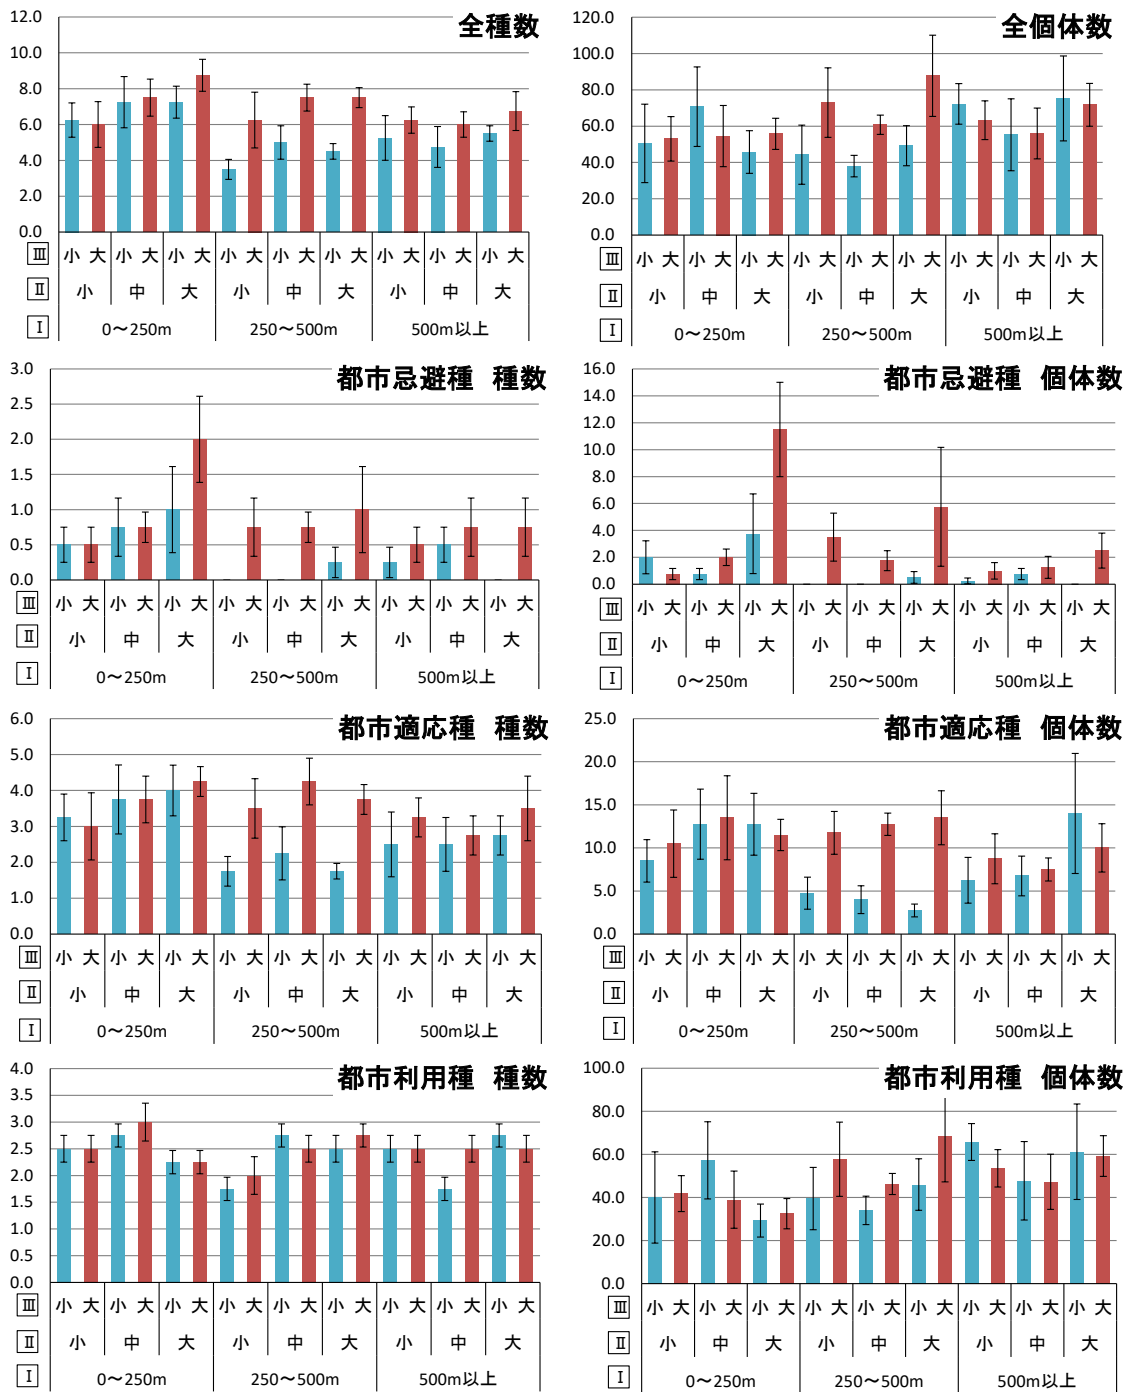 全種数
12.0
10.0
8.0
6.0
4.0
2.0
0.0
Ⅲ 小 大 小 大 小 大 小 大 小 大 小 大 小 大 小 大 小 大
Ⅱ 小 中 大 小 中 大 小 中 大
Ⅰ 0〜250m 250〜500m 500m以上
全個体数
120.0
100.0
80.0
60.0
40.0
20.0
0.0
Ⅲ 小 大 小 大 小 大 小 大 小 大 小 大 小 大 小 大 小 大
Ⅱ 小 中 大 小 中 大 小 中 大
Ⅰ 0〜250m 250〜500m 500m以上
都市忌避種 種数
3.0
2.5
2.0
1.5
1.0
0.5
0.0
Ⅲ 小 大 小 大 小 大 小 大 小 大 小 大 小 大 小 大 小 大
Ⅱ 小 中 大 小 中 大 小 中 大
Ⅰ 0〜250m 250〜500m 500m以上
都市忌避種 個体数
16.0
14.0
12.0
10.0
8.0
6.0
4.0
2.0
0.0
Ⅲ 小 大 小 大 小 大 小 大 小 大 小 大 小 大 小 大 小 大
Ⅱ 小 中 大 小 中 大 小 中 大
Ⅰ 0〜250m 250〜500m 500m以上
都市適応種 種数
6.0
5.0
4.0
3.0
2.0
1.0
0.0
Ⅲ 小 大 小 大 小 大 小 大 小 大 小 大 小 大 小 大 小 大
Ⅱ 小 中 大 小 中 大 小 中 大
Ⅰ 0〜250m 250〜500m 500m以上
都市適応種 個体数
25.0
20.0
15.0
10.0
5.0
0.0
Ⅲ 小 大 小 大 小 大 小 大 小 大 小 大 小 大 小 大 小 大
Ⅱ 小 中 大 小 中 大 小 中 大
Ⅰ 0〜250m 250〜500m 500m以上
都市利用種 種数
4.0
3.5
3.0
2.5
2.0
1.5
1.0
0.5
0.0
Ⅲ 小 大 小 大 小 大 小 大 小 大 小 大 小 大 小 大 小 大
Ⅱ 小 中 大 小 中 大 小 中 大
Ⅰ 0〜250m 250〜500m 500m以上
都市利用種 個体数
100.0
80.0
60.0
40.0
20.0
0.0
Ⅲ 小 大 小 大 小 大 小 大 小 大 小 大 小 大 小 大 小 大
Ⅱ 小 中 大 小 中 大 小 中 大
Ⅰ 0〜250m 250〜500m 500m以上